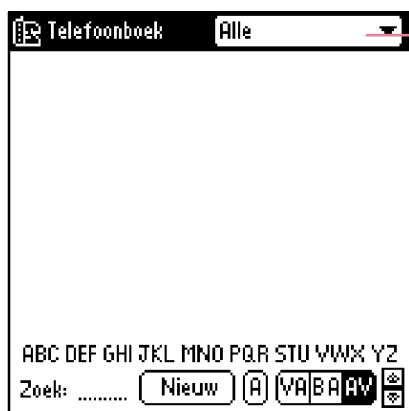 Telefoonboek Alle
ABC DEF GHI JKL MNO PQR STU VWX YZ
Zoek: .......... Nieuw A VA BA AV